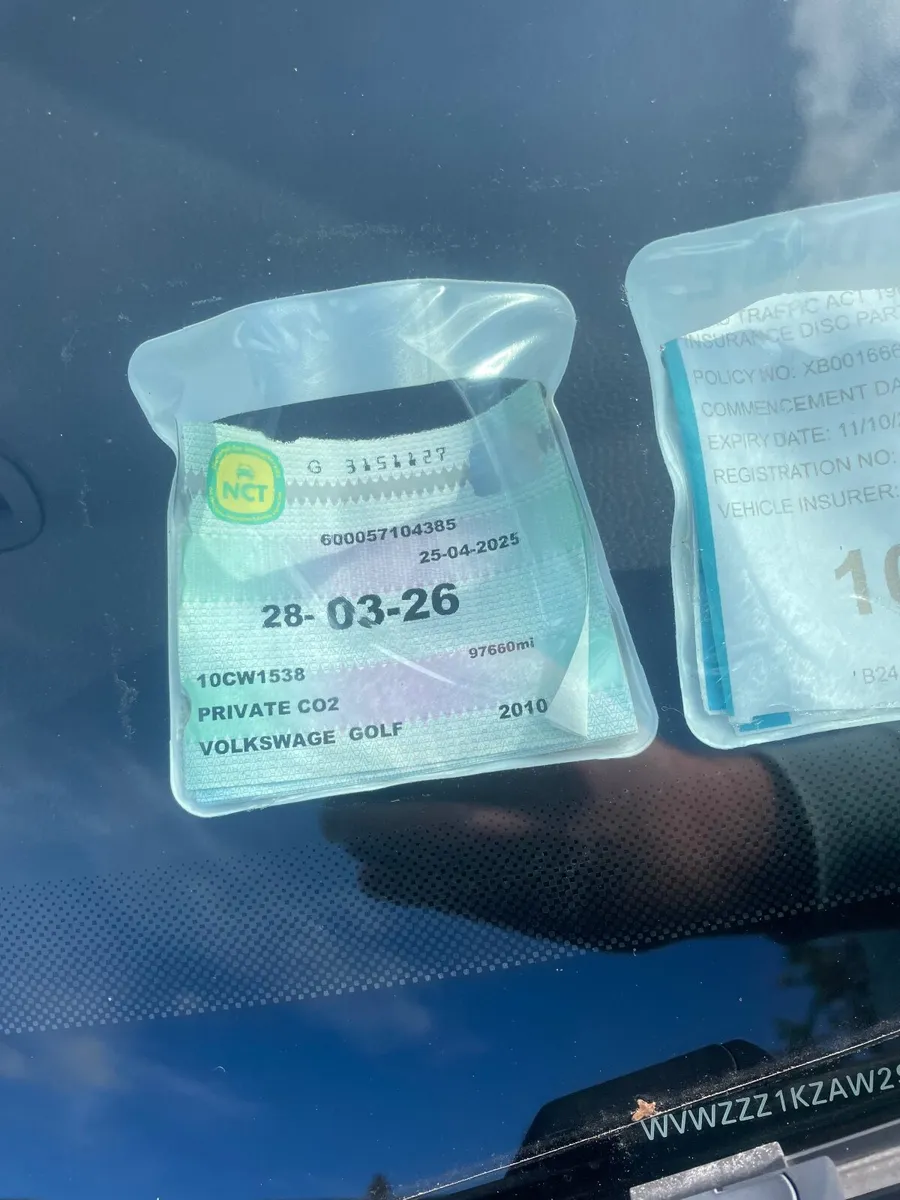 NCT
G 3151127
600057104385
25-04-2025
28-03-26
97660mi
10CW1538
PRIVATE CO2
VOLKSWAGE GOLF 2010
TRAFFIC ACT 19
INSURANCE DISC PAR
POLICY NO: XB001666
COMMENCEMENT DA
EXPIRY DATE: 11/10/
REGISTRATION NO:
VEHICLE INSURER:
10
B24
WVWZZZ1KZAW2